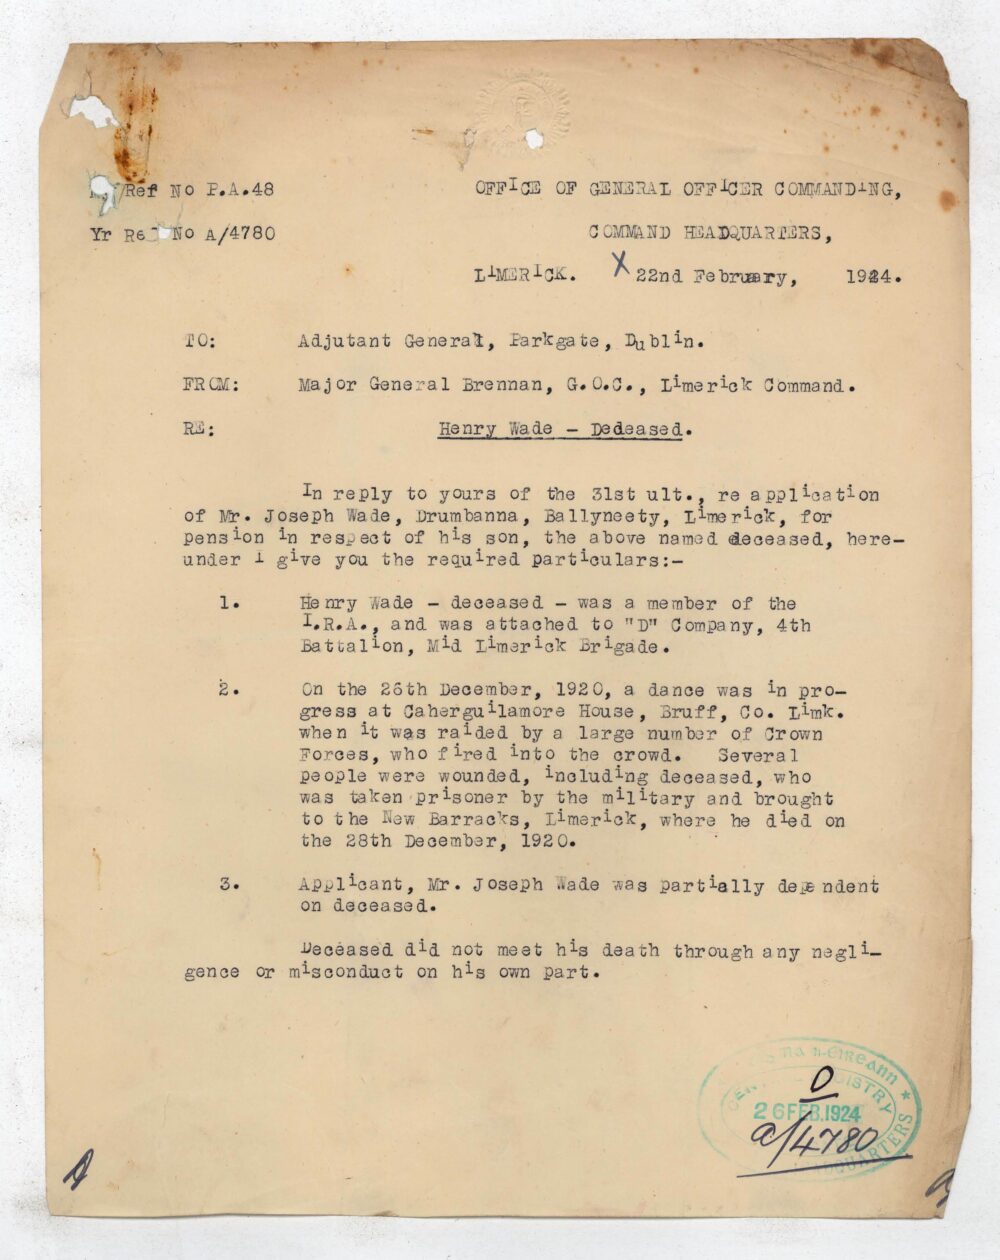 My Ref No P.A.48
OFFICE OF GENERAL OFFICER COMMANDING,
Yr Ref No A/4780
COMMAND HEADQUARTERS,
LIMERICK. X 22nd February, 1924.
TO: Adjutant General, Parkgate, Dublin.
FROM: Major General Brennan, G.O.C., Limerick Command.
RE: Henry Wade - Dedeased.
In reply to yours of the 31st ult., re application
of Mr. Joseph Wade, Drumbanna, Ballyneety, Limerick, for
pension in respect of his son, the above named deceased, here-
under I give you the required particulars:-
1. Henry Wade - deceased - was a member of the
I.R.A., and was attached to "D" Company, 4th
Battalion, Mid Limerick Brigade.
2. On the 26th December, 1920, a dance was in pro-
gress at Caherguilamore House, Bruff, Co. Limk.
when it was raided by a large number of Crown
Forces, who fired into the crowd. Several
people were wounded, including deceased, who
was taken prisoner by the military and brought
to the New Barracks, Limerick, where he died on
the 28th December, 1920.
3. Applicant, Mr. Joseph Wade was partially dependent
on deceased.
Deceased did not meet his death through any negli-
gence or misconduct on his own part.
na h-Éireann
REGISTRY
0
26 FEB. 1924
a/4780
HEADQUARTERS